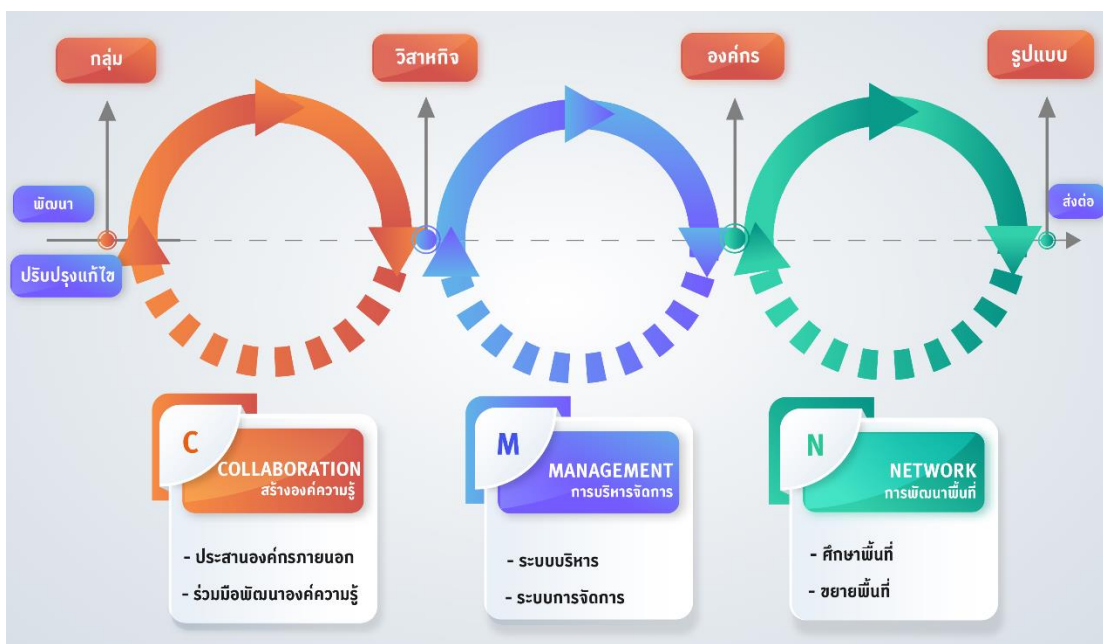 กลุ่ม
วิสาหกิจ
องค์กร
รูปแบบ
พัฒนา
ส่งต่อ
ปรับปรุงแก้ไข
C
COLLABORATION
สร้างองค์ความรู้
- ประสานองค์กรภายนอก
- ร่วมมือพัฒนาองค์ความรู้
M
MANAGEMENT
การบริหารจัดการ
- ระบบบริหาร
- ระบบการจัดการ
N
NETWORK
การพัฒนาพื้นที่
- ศึกษาพื้นที่
- ขยายพื้นที่